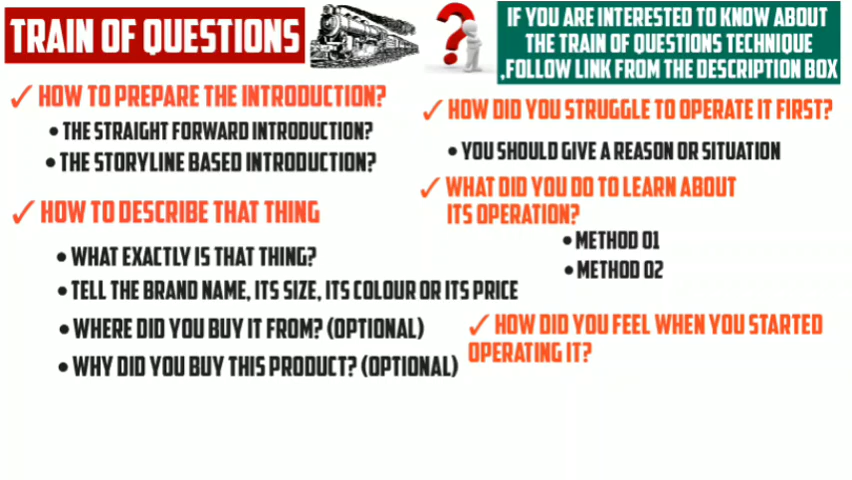 TRAIN OF QUESTIONS
IF YOU ARE INTERESTED TO KNOW ABOUT
THE TRAIN OF QUESTIONS TECHNIQUE
,FOLLOW LINK FROM THE DESCRIPTION BOX
✓ HOW TO PREPARE THE INTRODUCTION?
• THE STRAIGHT FORWARD INTRODUCTION?
• THE STORYLINE BASED INTRODUCTION?
✓ HOW TO DESCRIBE THAT THING
• WHAT EXACTLY IS THAT THING?
• TELL THE BRAND NAME, ITS SIZE, ITS COLOUR OR ITS PRICE
• WHERE DID YOU BUY IT FROM? (OPTIONAL)
• WHY DID YOU BUY THIS PRODUCT? (OPTIONAL)
✓ HOW DID YOU STRUGGLE TO OPERATE IT FIRST?
• YOU SHOULD GIVE A REASON OR SITUATION
✓ WHAT DID YOU DO TO LEARN ABOUT
ITS OPERATION?
• METHOD 01
• METHOD 02
✓ HOW DID YOU FEEL WHEN YOU STARTED
OPERATING IT?